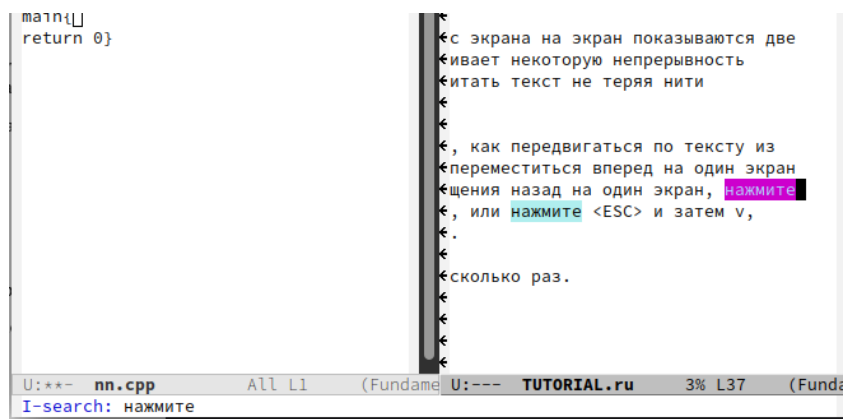 main{
return 0}
с экрана на экран показываются две
ивает некоторую непрерывность
итать текст не теряя нити
, как передвигаться по тексту из
переместиться вперед на один экран
щения назад на один экран, нажмите
, или нажмите <ESC> и затем v,
.
сколько раз.
U:**-  nn.cpp  All L1  (Fundame
U:---  TUTORIAL.ru  3% L37  (Funda
I-search: нажмите